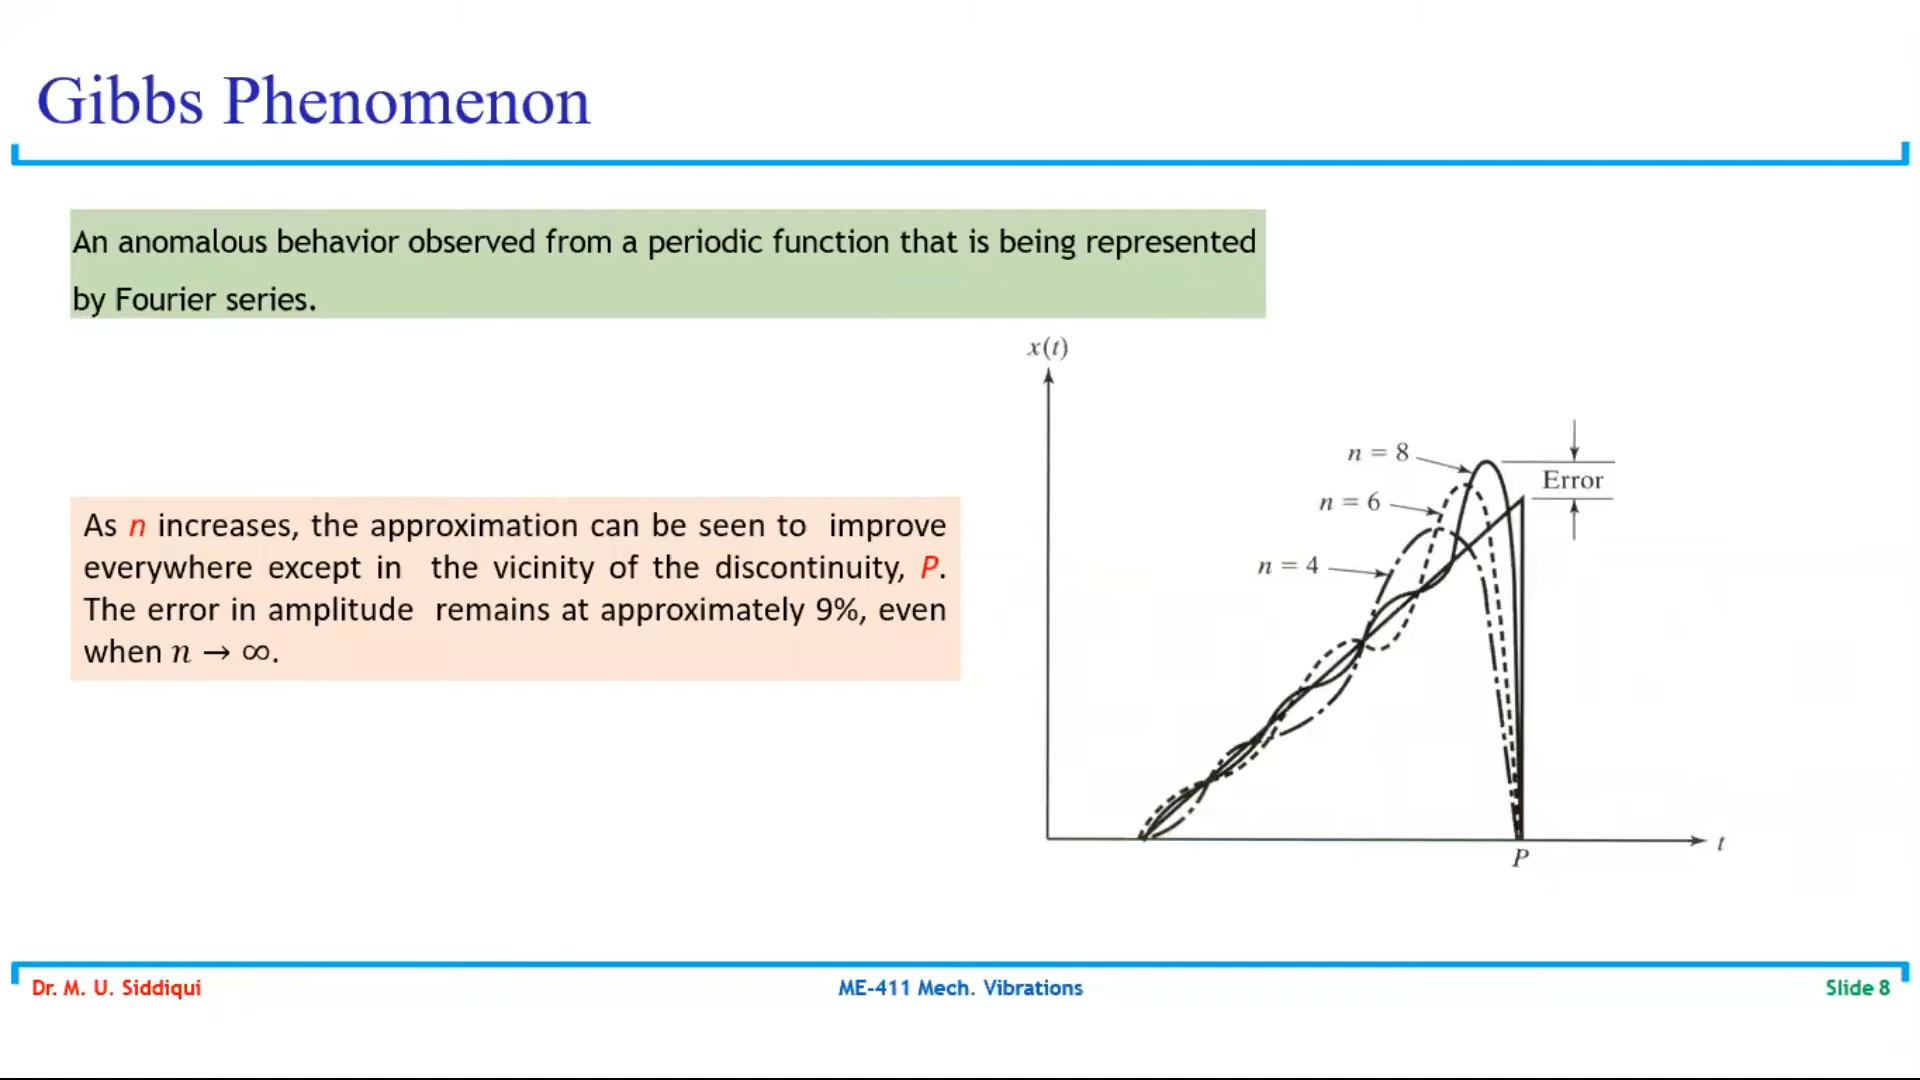 Gibbs Phenomenon
An anomalous behavior observed from a periodic function that is being represented
by Fourier series.
As n increases, the approximation can be seen to improve
everywhere except in the vicinity of the discontinuity, P.
The error in amplitude remains at approximately 9%, even
when n → ∞.
x(t)
n = 8
Error
n = 6
n = 4
t
P
Dr. M. U. Siddiqui
ME-411 Mech. Vibrations
Slide 8